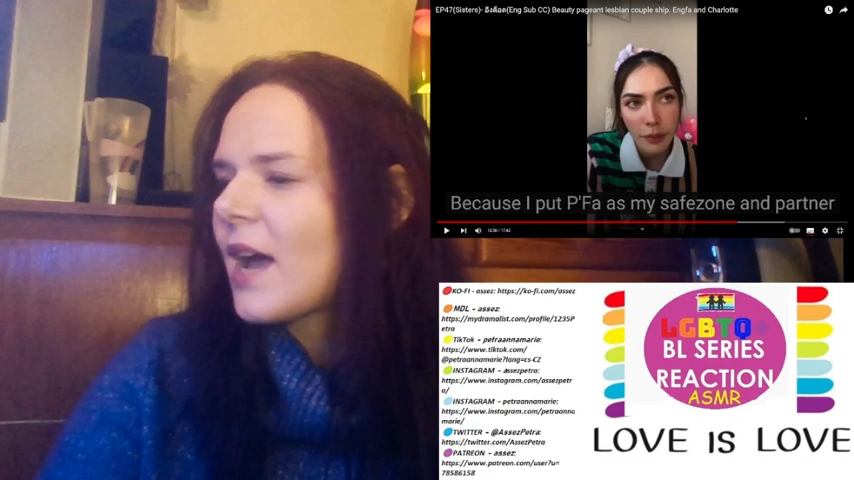 EP47(Sisters)- อิงล็อต(Eng Sub CC) Beauty pageant lesbian couple ship. Engfa and Charlotte
Because I put P'Fa as my safezone and partner
KO-FI - assez: https://ko-fi.com/assez
MDL - assez:
https://mydramalist.com/profile/1235P
etra
TikTok - petraannamarie:
https://www.tiktok.com/
@petraannamarie?lang=cs-CZ
INSTAGRAM - assezpetra:
https://www.instagram.com/assezpetr
a/
INSTAGRAM - petraannamarie:
https://www.instagram.com/petraanna
marie/
TWITTER - @AssezPetra:
https://twitter.com/AssezPetra
PATREON - assez:
https://www.patreon.com/user?u=
78586158
LGBTQ+
BL SERIES
REACTION
ASMR
LOVE IS LOVE